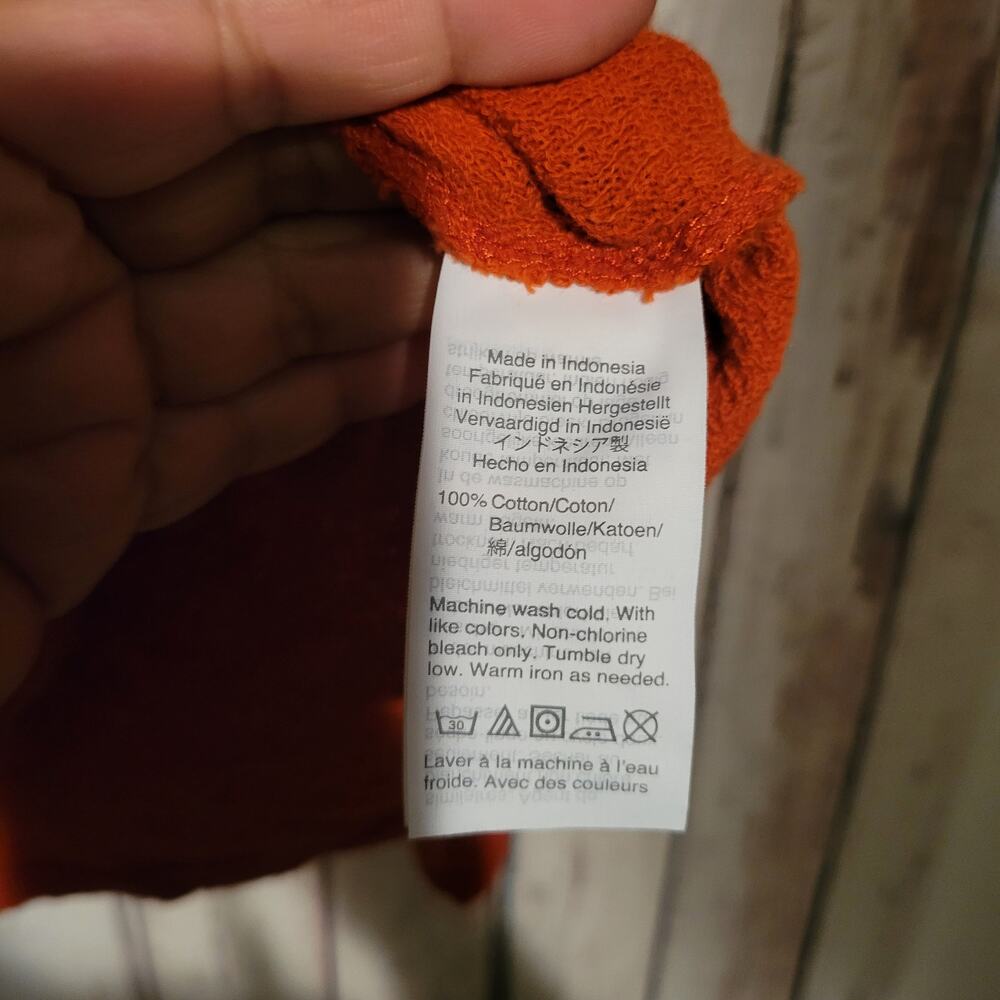 Made in Indonesia
Fabriqué en Indonésie
in Indonesien Hergestellt
Vervaardigd in Indonesië
インドネシア製
Hecho en Indonesia
100% Cotton/Coton/
Baumwolle/Katoen/
綿/algodón
Machine wash cold. With
like colors. Non-chlorine
bleach only. Tumble dry
low. Warm iron as needed.
30
Laver à la machine à l'eau
froide. Avec des couleurs